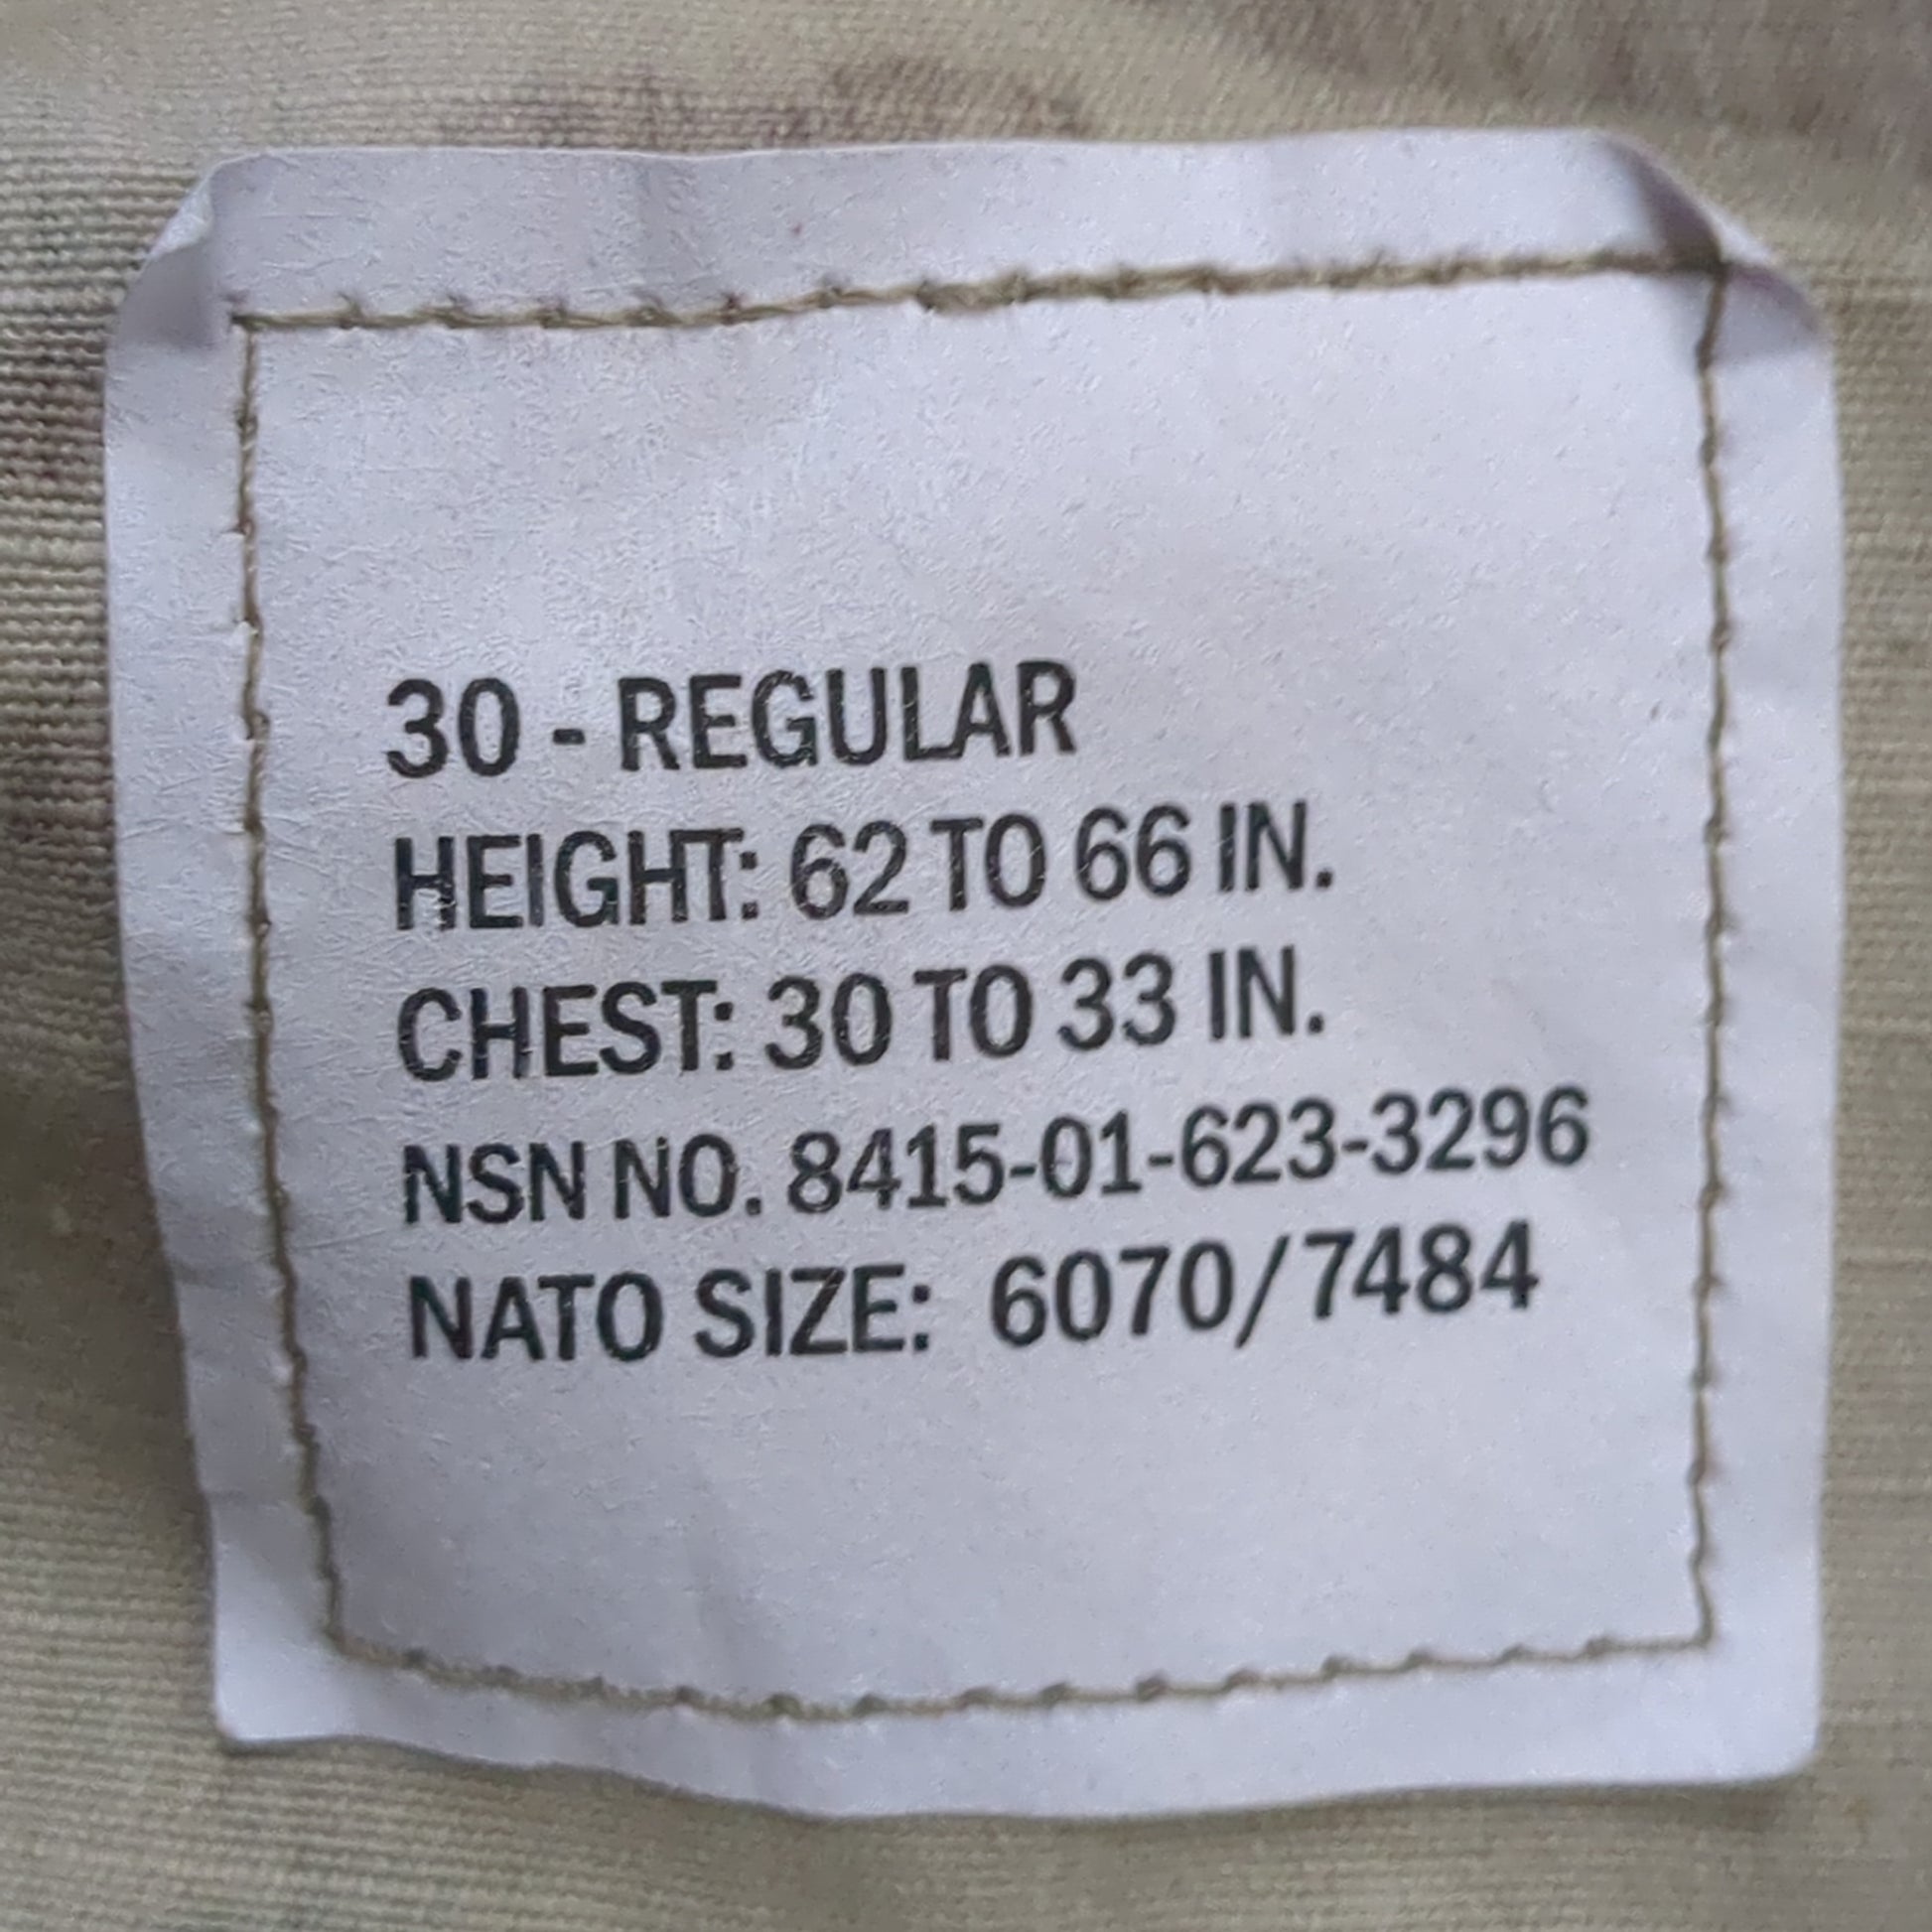 30 - REGULAR
HEIGHT: 62 TO 66 IN.
CHEST: 30 TO 33 IN.
NSN NO. 8415-01-623-3296
NATO SIZE: 6070/7484